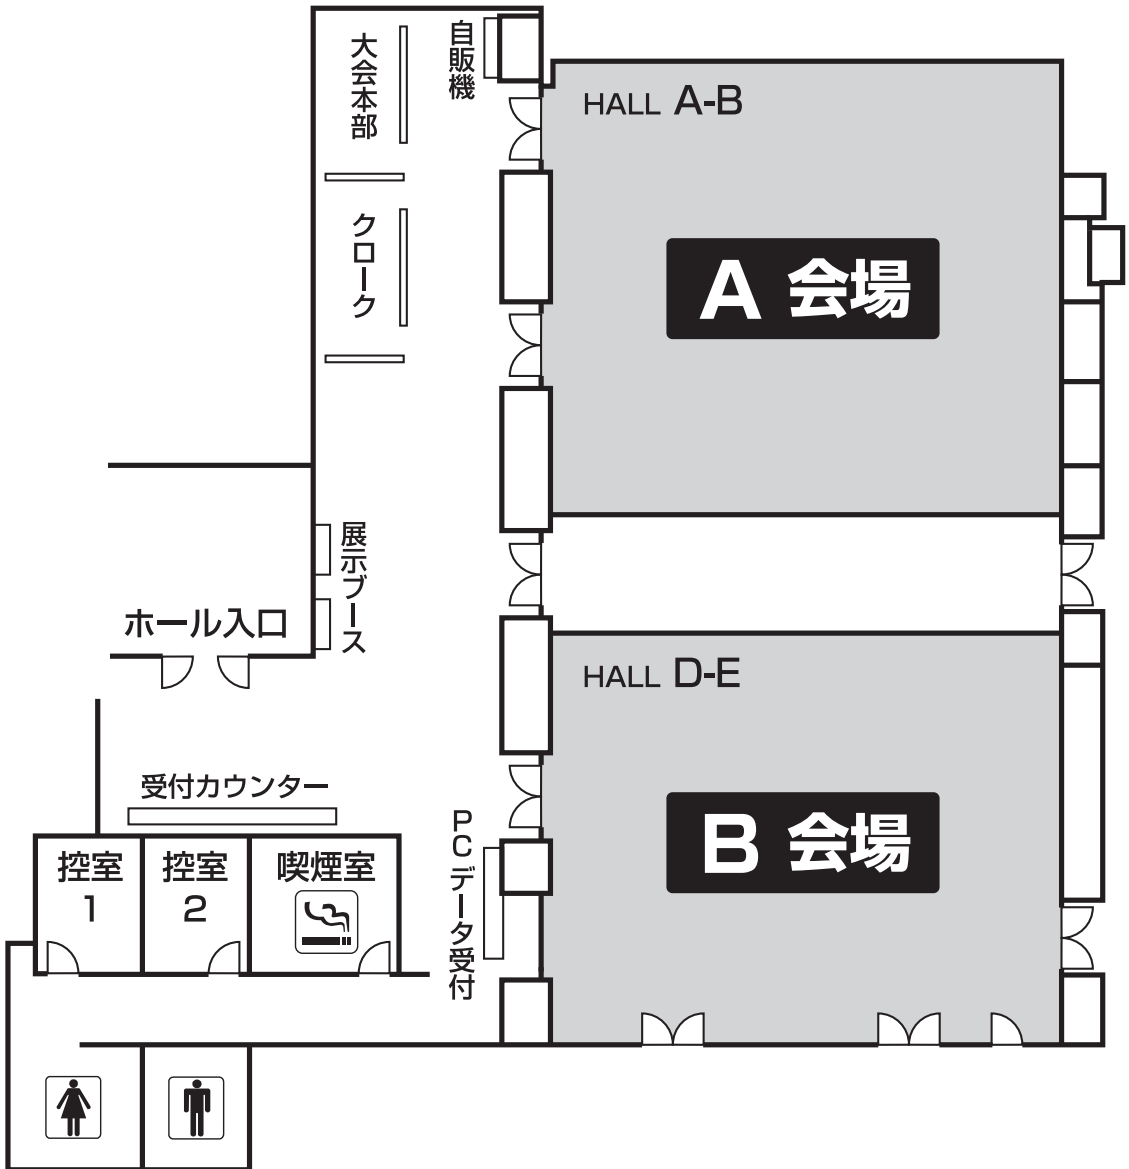 大会本部
自販機
HALL A-B
クローク
A 会場
展示ブース
ホール入口
HALL D-E
受付カウンター
PCデータ受付
B 会場
控室
1
控室
2
喫煙室